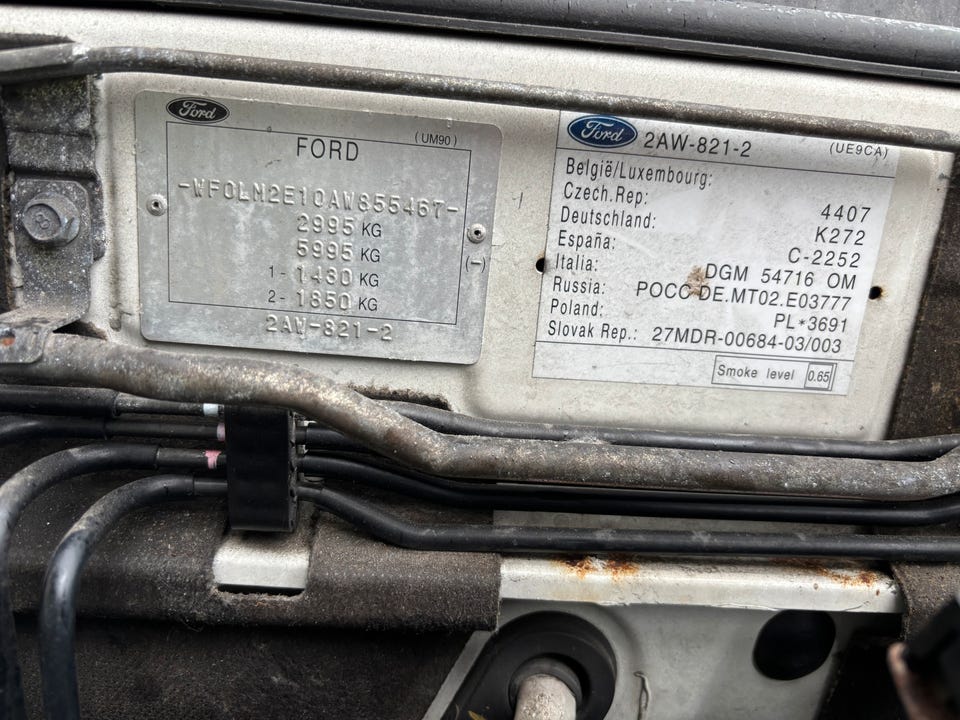 Ford
(UM90)
FORD
-WF0LM2E10AW855467-
2995 KG
5995 KG
1- 1480 KG
2- 1850 KG
(-)
2AW-821-2
Ford 2AW-821-2 (UE9CA)
België/Luxembourg:
Czech.Rep: 4407
Deutschland: K272
España: C-2252
Italia: DGM 54716 OM
Russia: POCC DE.MT02.E03777
Poland: PL*3691
Slovak Rep.: 27MDR-00684-03/003
Smoke level 0.65